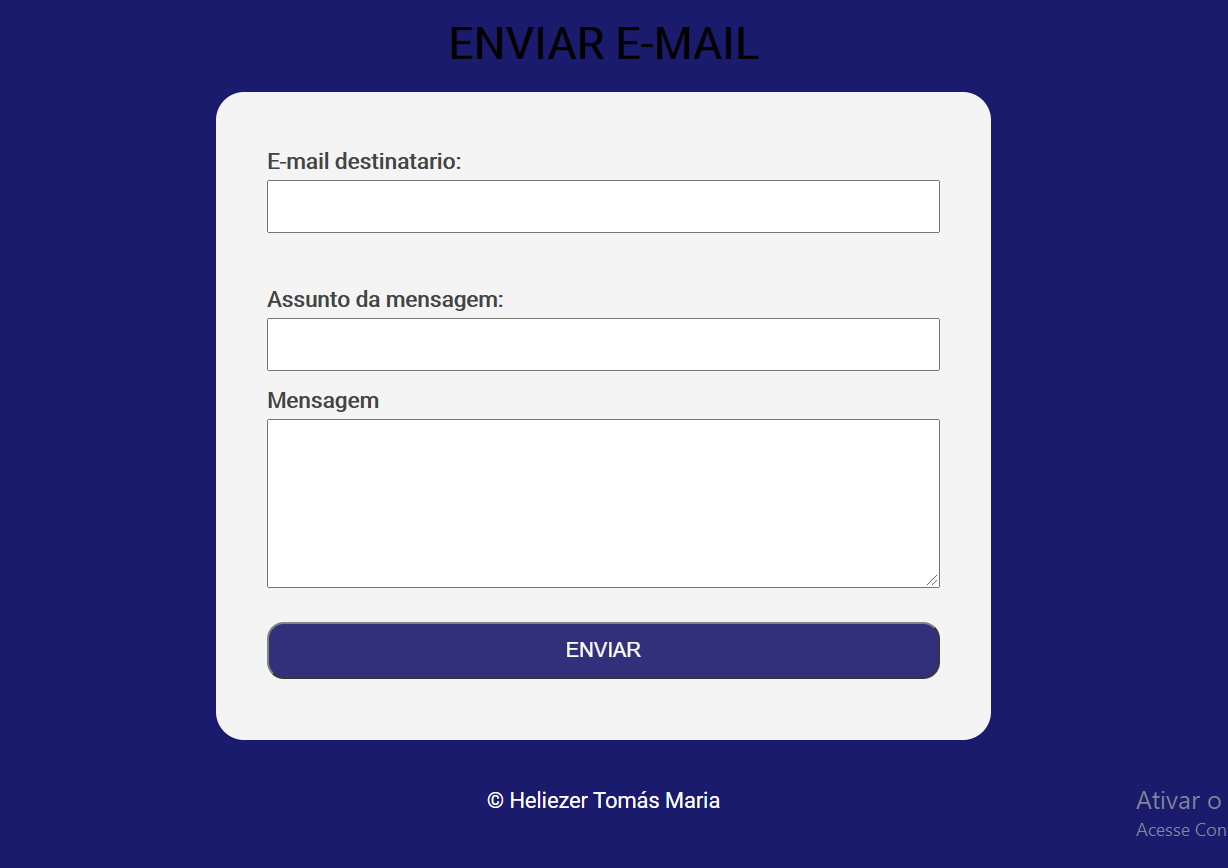 ENVIAR E-MAIL
E-mail destinatario:
Assunto da mensagem:
Mensagem
ENVIAR
© Heliezer Tomás Maria
Ativar o
Acesse Con